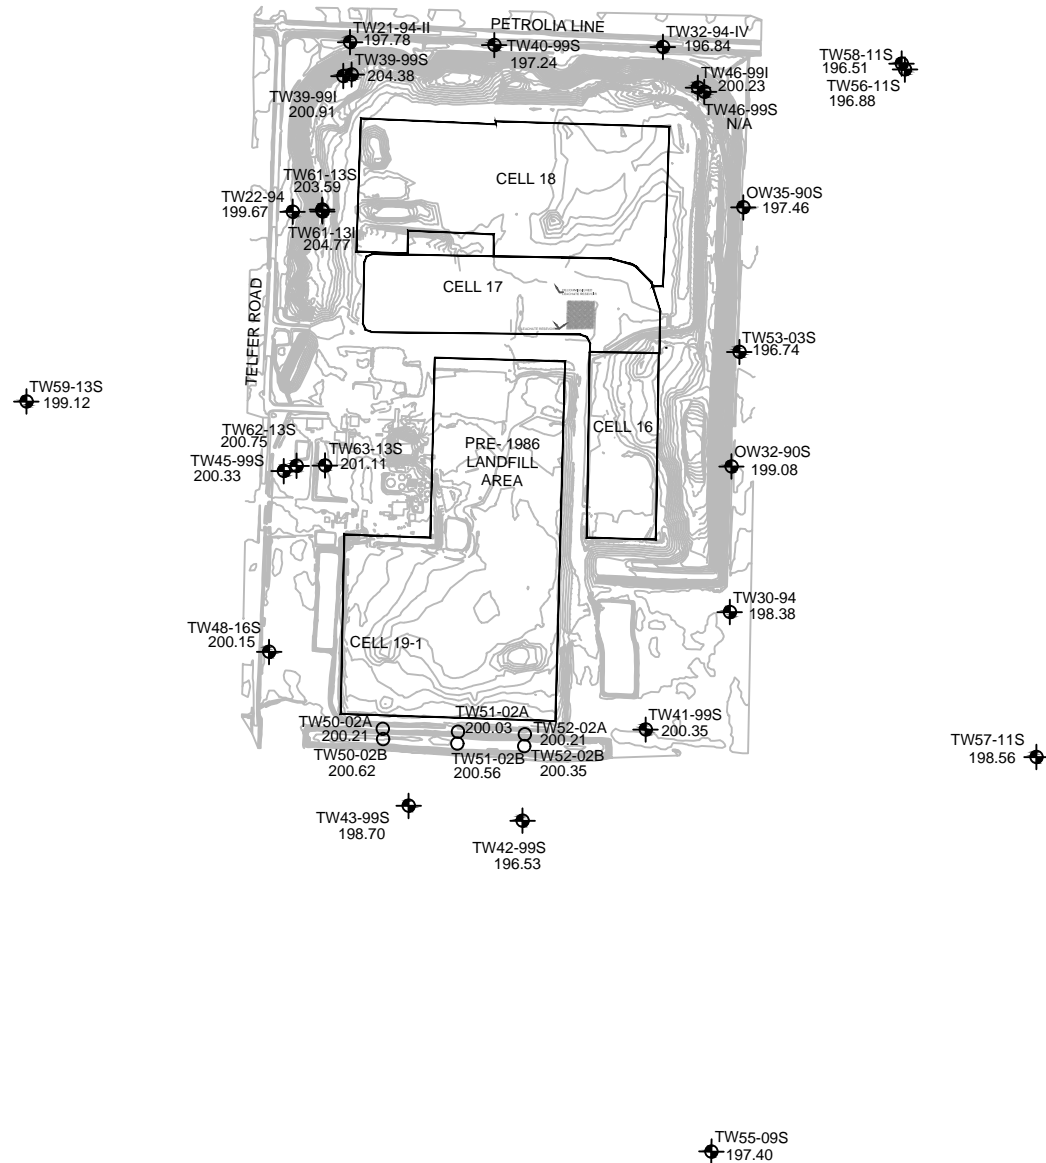 PETROLIA LINE
TW21-94-II
197.78
TW40-99S
197.24
TW32-94-IV
196.84
TW58-11S
196.51
TW56-11S
196.88
TW39-99S
204.38
TW39-99I
200.91
TW46-99I
200.23
TW46-99S
N/A
CELL 18
TW61-13S
203.59
TW22-94
199.67
TW61-13I
204.77
OW35-90S
197.46
CELL 17
TELFER ROAD
TW53-03S
196.74
TW59-13S
199.12
TW62-13S
200.75
TW45-99S
200.33
TW63-13S
201.11
PRE- 1986
LANDFILL
AREA
CELL 16
OW32-90S
199.08
TW30-94
198.38
TW48-16S
200.15
CELL 19-1
TW50-02A
200.21
TW51-02A
200.03
TW52-02A
200.21
TW41-99S
200.35
TW50-02B
200.62
TW51-02B
200.56
TW52-02B
200.35
TW57-11S
198.56
TW43-99S
198.70
TW42-99S
196.53
TW55-09S
197.40